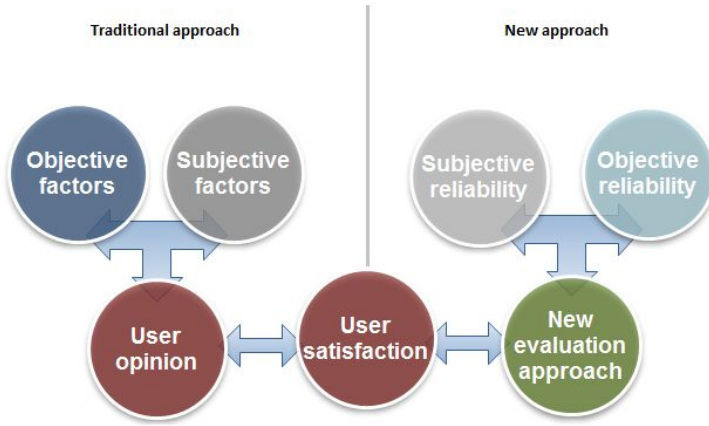 Traditional approach
New approach
Objective
factors
Subjective
factors
Subjective
reliability
Objective
reliability
User
opinion
User
satisfaction
New
evaluation
approach